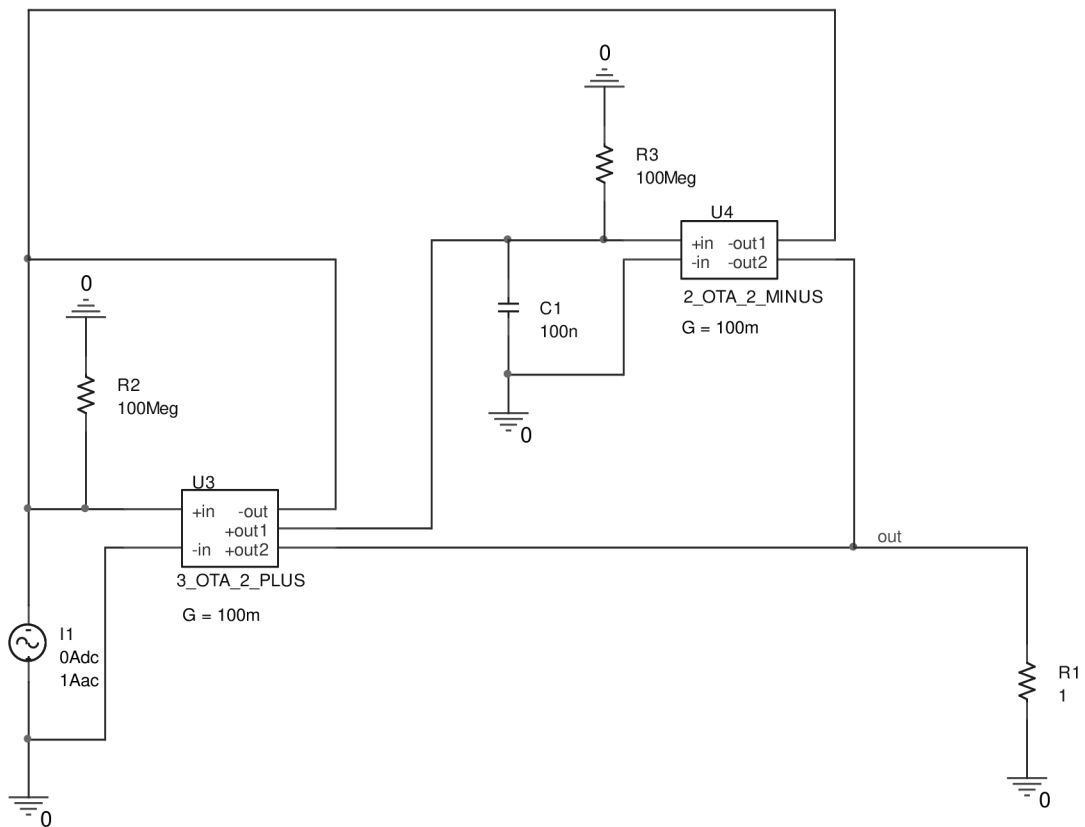 0
R3
100Meg
U4
+in -out1
-in -out2
2_OTA_2_MINUS
G = 100m
C1
100n
0
0
R2
100Meg
U3
+in -out
+out1
-in +out2
3_OTA_2_PLUS
G = 100m
out
I1
0Adc
1Aac
-
R1
1
0
0